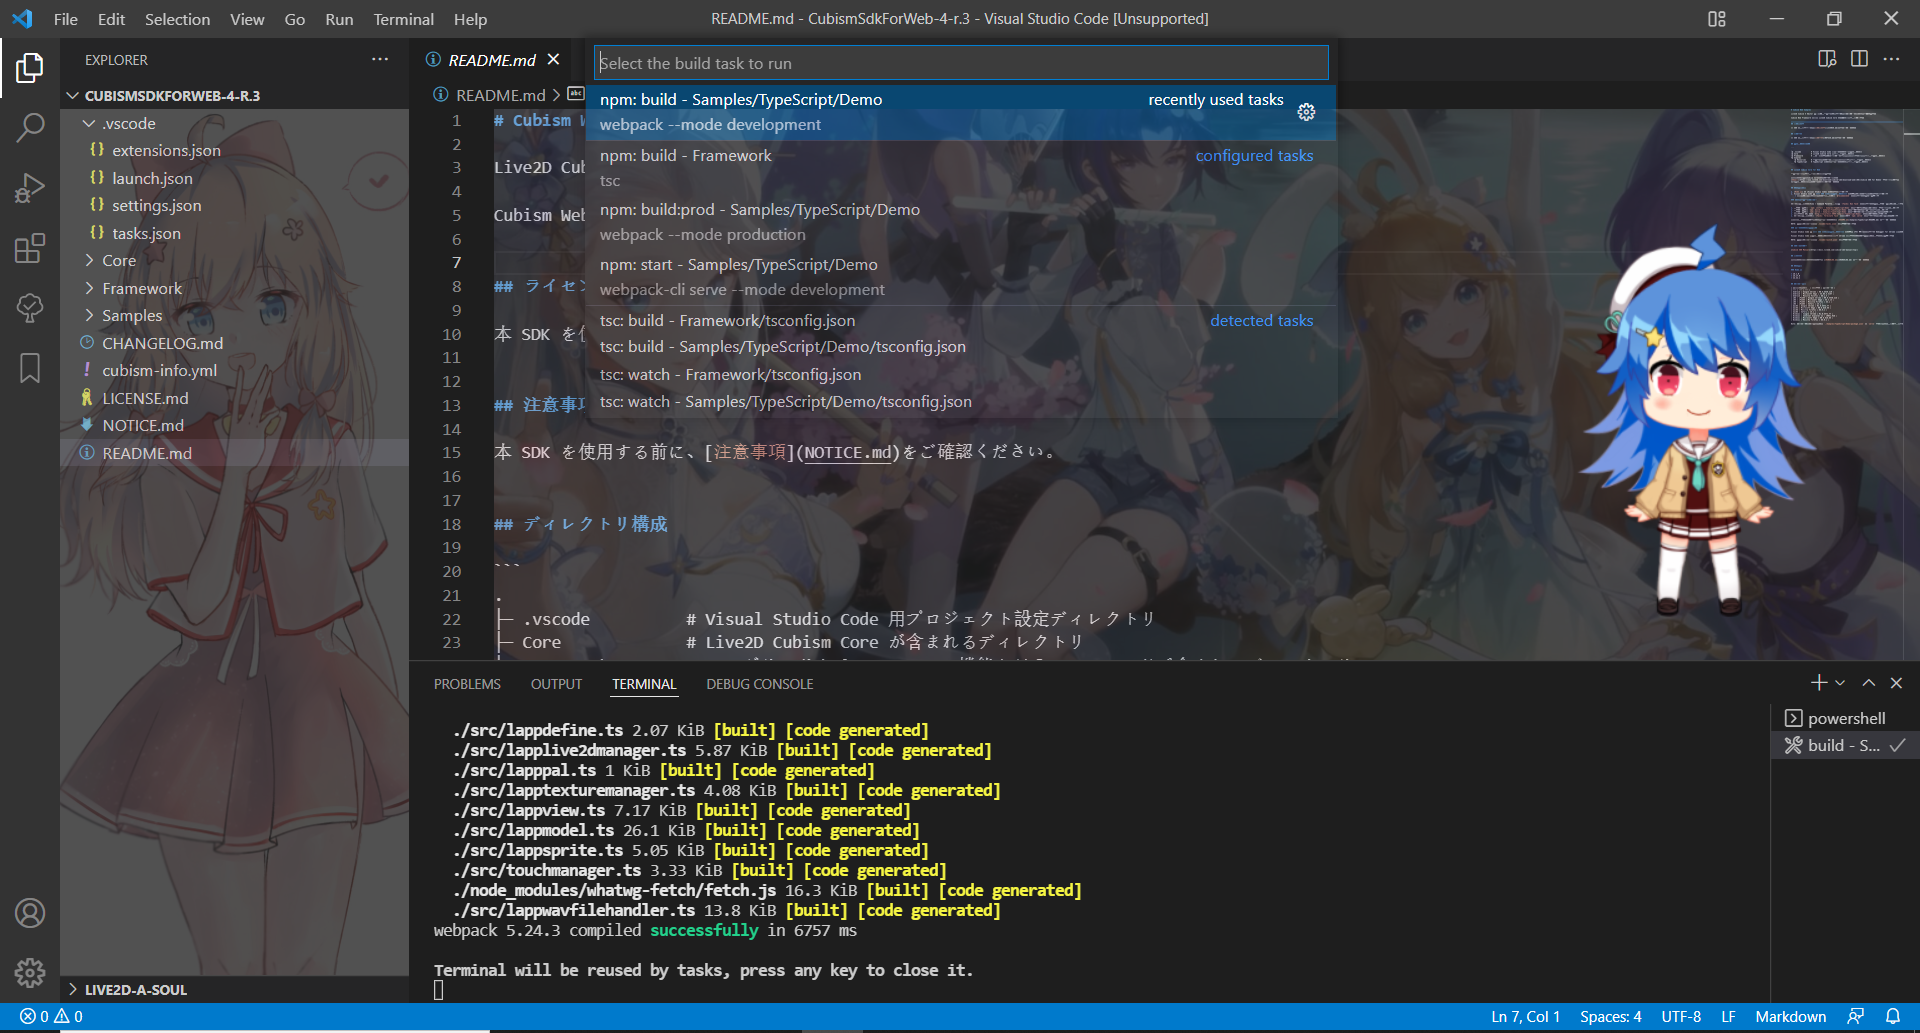 File Edit Selection View Go Run Terminal Help
README.md - CubismSdkForWeb-4-r.3 - Visual Studio Code [Unsupported]
EXPLORER
CUBISMSDKFORWEB-4-R.3
.vscode
extensions.json
launch.json
settings.json
tasks.json
Core
Framework
Samples
CHANGELOG.md
cubism-info.yml
LICENSE.md
NOTICE.md
README.md
LIVE2D-A-SOUL
README.md
README.md
Select the build task to run
npm: build - Samples/TypeScript/Demo recently used tasks
webpack --mode development
npm: build - Framework configured tasks
tsc
npm: build:prod - Samples/TypeScript/Demo
webpack --mode production
npm: start - Samples/TypeScript/Demo
webpack-cli serve --mode development
tsc: build - Framework/tsconfig.json detected tasks
tsc: build - Samples/TypeScript/Demo/tsconfig.json
tsc: watch - Framework/tsconfig.json
tsc: watch - Samples/TypeScript/Demo/tsconfig.json
1 # Cubism
2
3 Live2D
4
5 Cubism
6
7
8 ## ライセン
9
10 本 SDK を
11
12
13 ## 注意事
14
15 本 SDK を使用する前に、[注意事項](NOTICE.md)をご確認ください。
16
17
18 ## ディレクトリ構成
19
20 ```
21 .
22 ├─ .vscode # Visual Studio Code 用プロジェクト設定ディレクトリ
23 ├─ Core # Live2D Cubism Core が含まれるディレクトリ
PROBLEMS OUTPUT TERMINAL DEBUG CONSOLE
./src/lappdefine.ts 2.07 KiB [built] [code generated]
./src/lapplive2dmanager.ts 5.87 KiB [built] [code generated]
./src/lapppal.ts 1 KiB [built] [code generated]
./src/lapptexturemanager.ts 4.08 KiB [built] [code generated]
./src/lappview.ts 7.17 KiB [built] [code generated]
./src/lappmodel.ts 26.1 KiB [built] [code generated]
./src/lappsprite.ts 5.05 KiB [built] [code generated]
./src/touchmanager.ts 3.33 KiB [built] [code generated]
./node_modules/whatwg-fetch/fetch.js 16.3 KiB [built] [code generated]
./src/lappwavfilehandler.ts 13.8 KiB [built] [code generated]
webpack 5.24.3 compiled successfully in 6757 ms
Terminal will be reused by tasks, press any key to close it.
powershell
build - S...
0 0
Ln 7, Col 1 Spaces: 4 UTF-8 LF Markdown